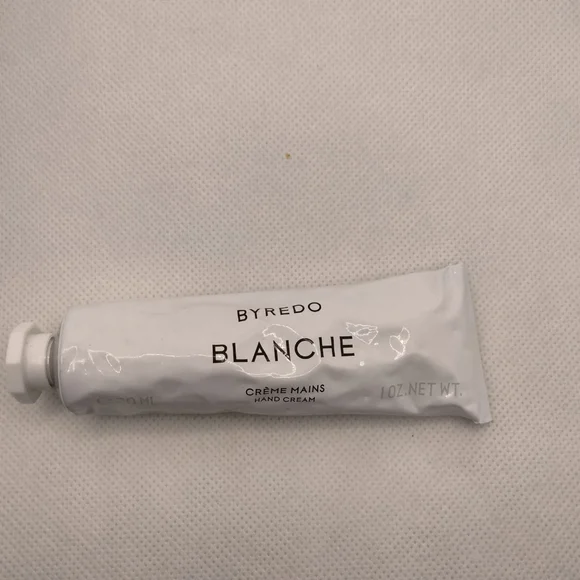 BYREDO
BLANCHE
CRÈME MAINS
HAND CREAM
1 OZ. NET WT.